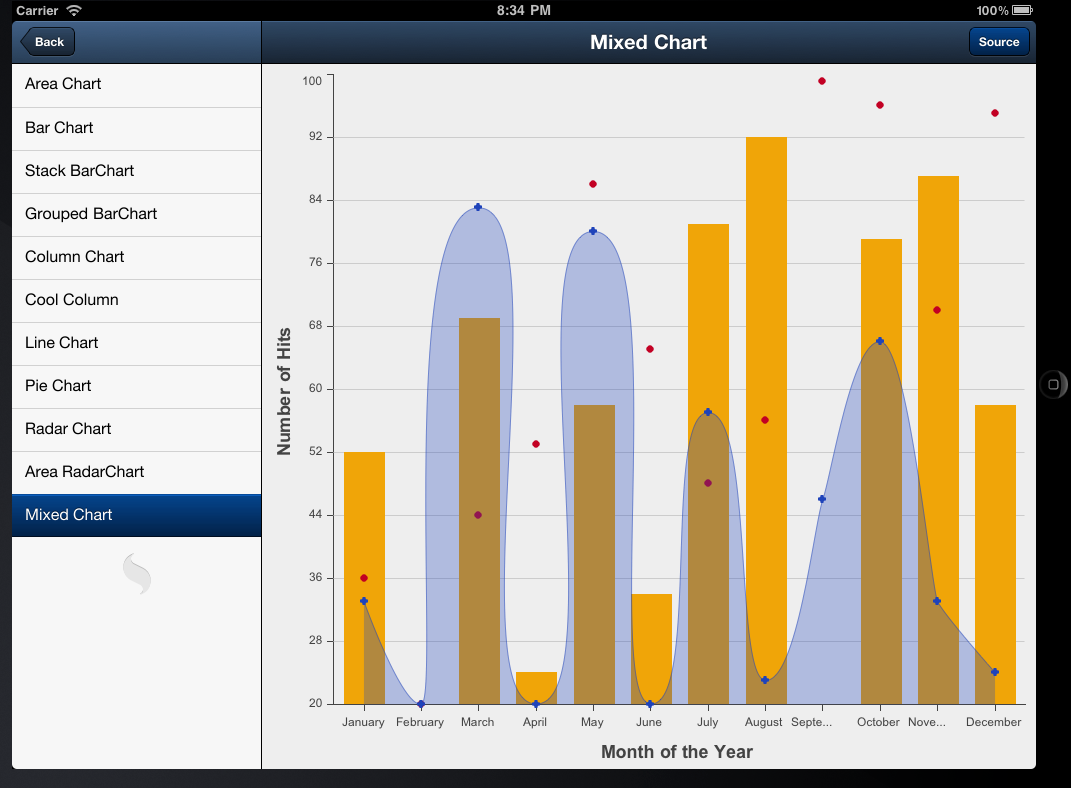 Carrier 8:34 PM 100%
Back Mixed Chart Source
Area Chart
Bar Chart
Stack BarChart
Grouped BarChart
Column Chart
Cool Column
Line Chart
Pie Chart
Radar Chart
Area RadarChart
Mixed Chart
Number of Hits
100
92
84
76
68
60
52
44
36
28
20
January February March April May June July August Septe... October Nove... December
Month of the Year